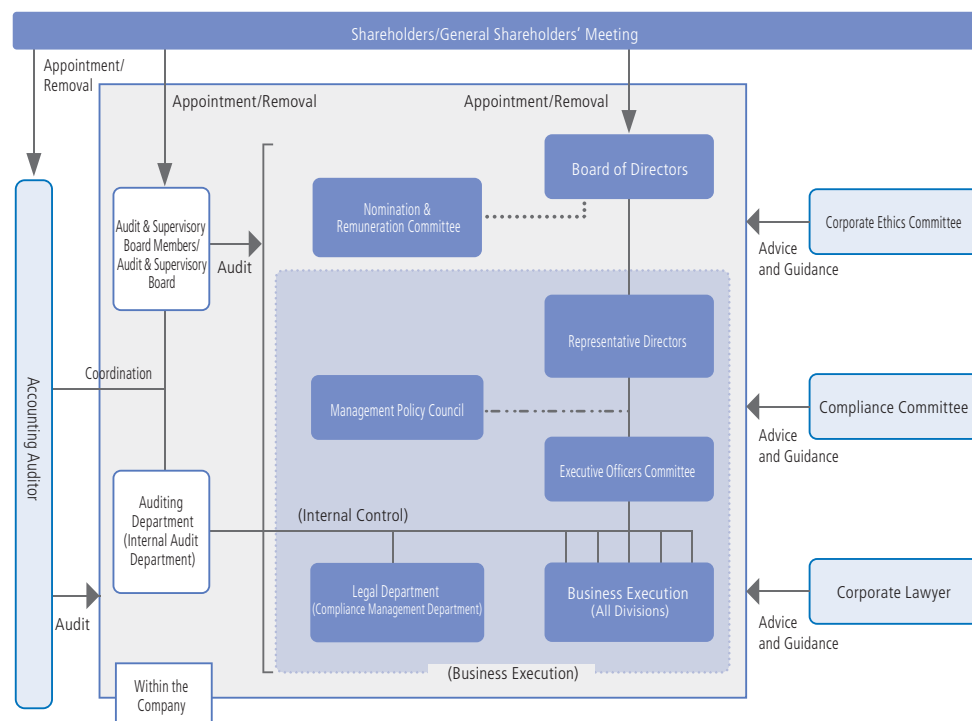 Shareholders/General Shareholders’ Meeting
Appointment/
Removal
Appointment/Removal
Appointment/Removal
Board of Directors
Nomination &
Remuneration Committee
Audit & Supervisory
Board Members/
Audit & Supervisory
Board
Audit
Corporate Ethics Committee
Advice
and Guidance
Representative Directors
Coordination
Accounting Auditor
Management Policy Council
Compliance Committee
Advice
and Guidance
Executive Officers Committee
Auditing
Department
(Internal Audit
Department)
(Internal Control)
Legal Department
(Compliance Management Department)
Business Execution
(All Divisions)
Corporate Lawyer
Audit
Advice
and Guidance
(Business Execution)
Within the
Company